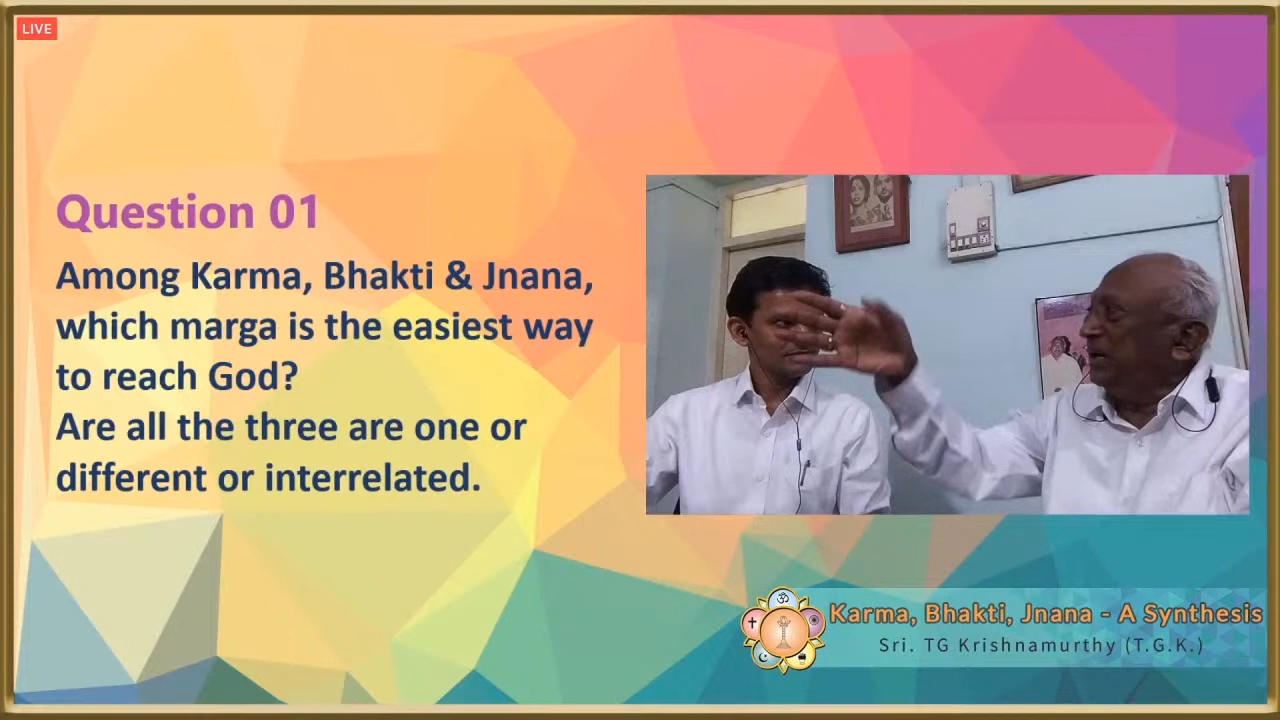 LIVE
Question 01
Among Karma, Bhakti & Jnana,
which marga is the easiest way
to reach God?
Are all the three are one or
different or interrelated.
Karma, Bhakti, Jnana - A Synthesis
Sri. TG Krishnamurthy (T.G.K.)